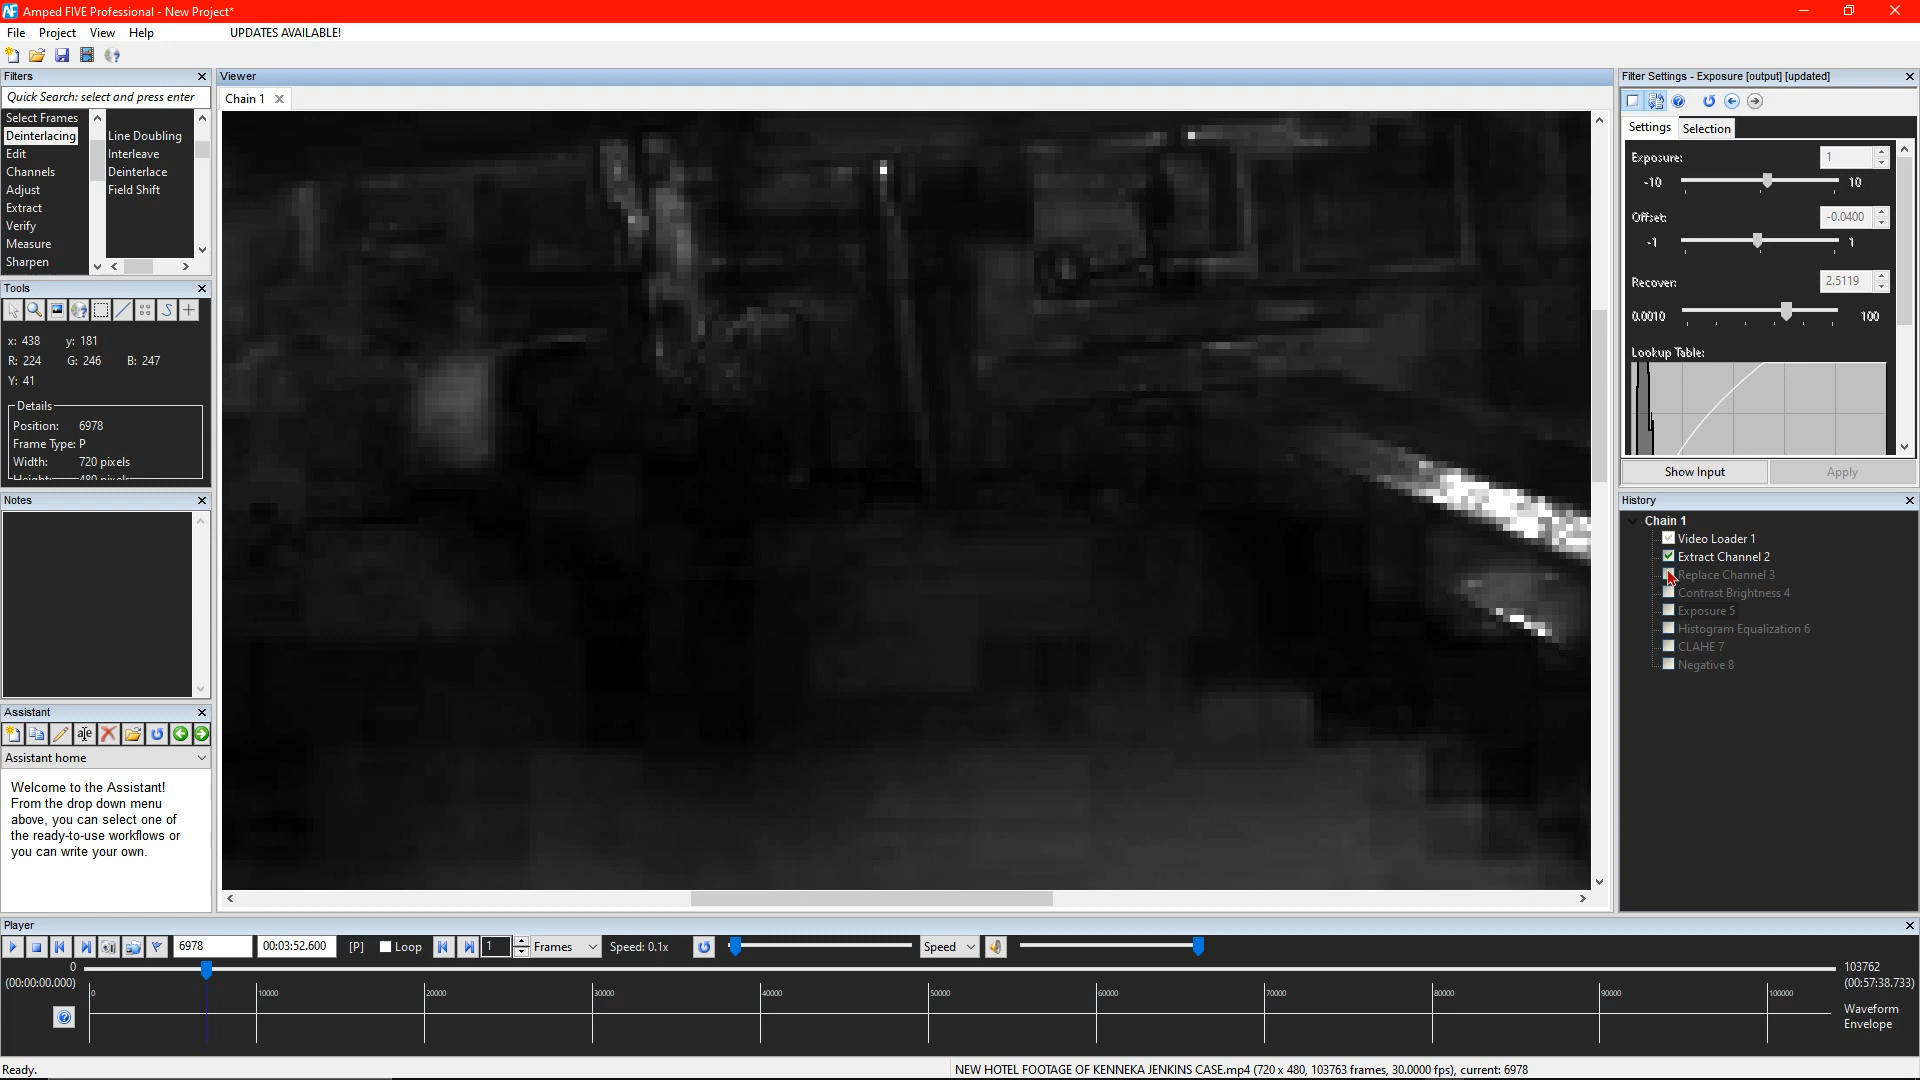 Amped FIVE Professional - New Project*
File Project View Help UPDATES AVAILABLE!
Filters
Quick Search: select and press enter
Select Frames
Deinterlacing
Edit
Channels
Adjust
Extract
Verify
Measure
Sharpen
Line Doubling
Interleave
Deinterlace
Field Shift
Tools
x: 438 y: 181
R: 224 G: 246 B: 247
Y: 41
Details
Position: 6978
Frame Type: P
Width: 720 pixels
Height: 480 pixels
Notes
Assistant
Assistant home
Welcome to the Assistant!
From the drop down menu
above, you can select one of
the ready-to-use workflows or
you can write your own.
Viewer
Chain 1
Filter Settings - Exposure [output] [updated]
Settings Selection
Exposure: 1
-10 10
Offset: -0.0400
-1 1
Recover: 2.5119
0.0010 100
Lookup Table:
Show Input Apply
History
Chain 1
Video Loader 1
Extract Channel 2
Replace Channel 3
Contrast Brightness 4
Exposure 5
Histogram Equalization 6
CLAHE 7
Negative 8
Player
6978 00:03:52.600 [P] Loop 1 Frames Speed: 0.1x Speed
0 103762
(00:00:00.000) (00:57:38.733)
0 10000 20000 30000 40000 50000 60000 70000 80000 90000 100000
Waveform
Envelope
Ready. NEW HOTEL FOOTAGE OF KENNEKA JENKINS CASE.mp4 (720 x 480, 103763 frames, 30.0000 fps), current: 6978